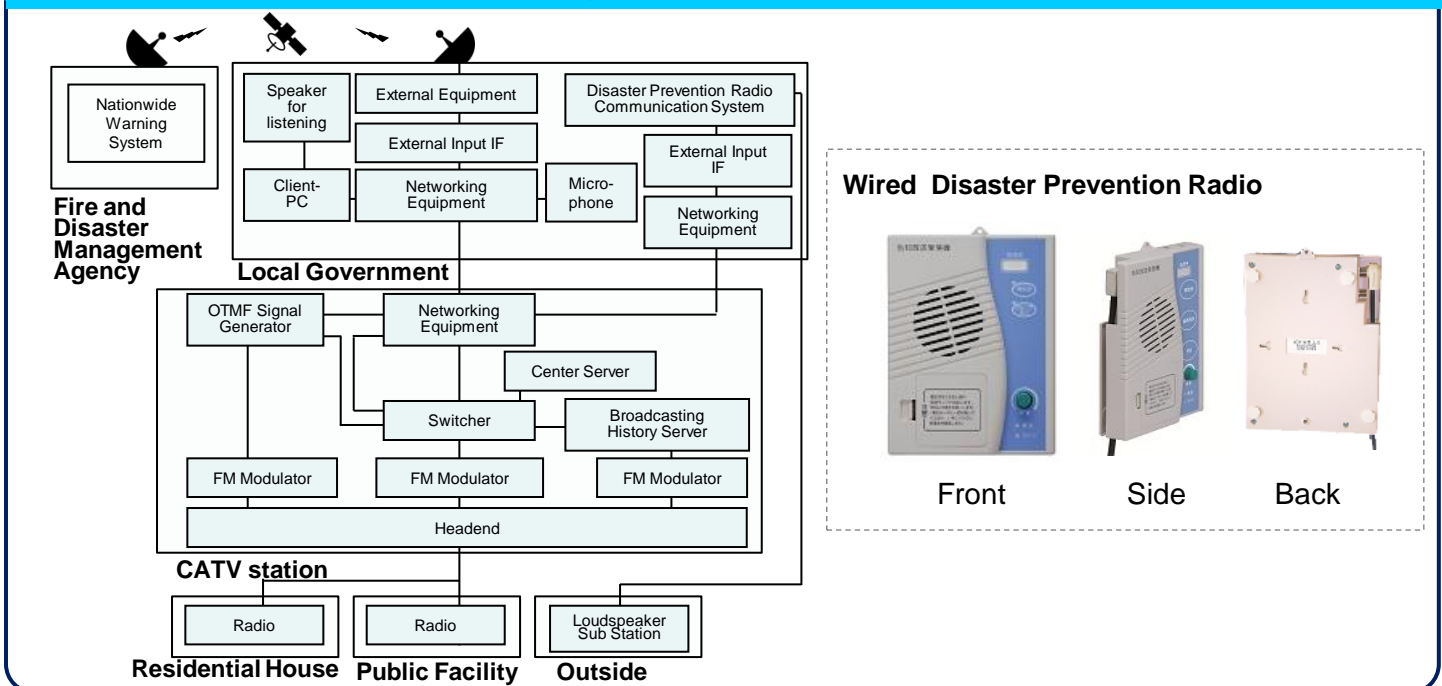 Nationwide
Warning
System
Fire and
Disaster
Management
Agency
Speaker
for
listening
External Equipment
Disaster Prevention Radio
Communication System
External Input IF
External Input
IF
Client-
PC
Networking
Equipment
Micro-
phone
Networking
Equipment
Local Government
OTMF Signal
Generator
Networking
Equipment
Center Server
Switcher
Broadcasting
History Server
FM Modulator
FM Modulator
FM Modulator
Headend
CATV station
Radio
Radio
Loudspeaker
Sub Station
Residential House
Public Facility
Outside
Wired Disaster Prevention Radio
Front
Side
Back